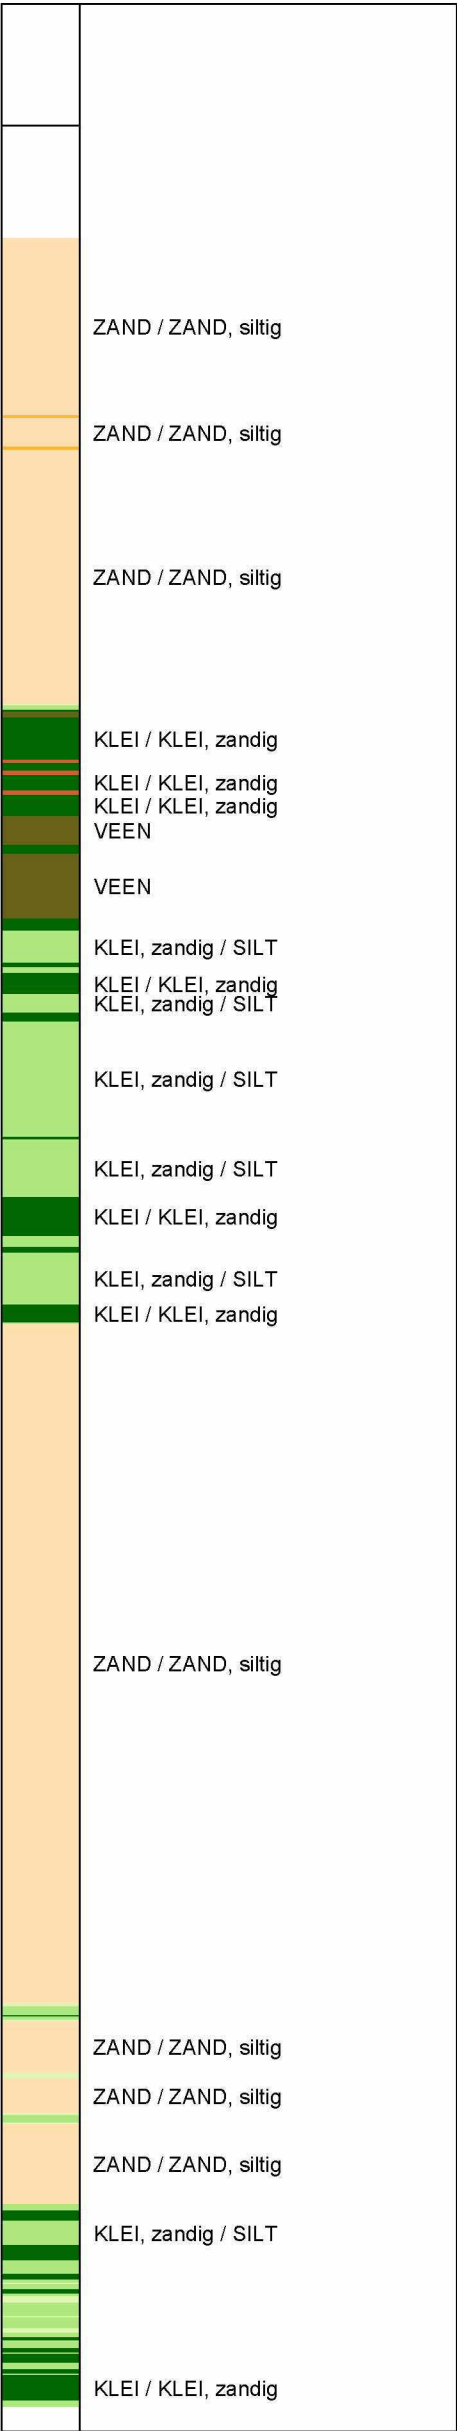 ZAND / ZAND, siltig
ZAND / ZAND, siltig
ZAND / ZAND, siltig
KLEI / KLEI, zandig
KLEI / KLEI, zandig
KLEI / KLEI, zandig
VEEN
VEEN
KLEI, zandig / SILT
KLEI / KLEI, zandig
KLEI, zandig / SILT
KLEI, zandig / SILT
KLEI, zandig / SILT
KLEI / KLEI, zandig
KLEI, zandig / SILT
KLEI / KLEI, zandig
ZAND / ZAND, siltig
ZAND / ZAND, siltig
ZAND / ZAND, siltig
ZAND / ZAND, siltig
KLEI, zandig / SILT
KLEI / KLEI, zandig